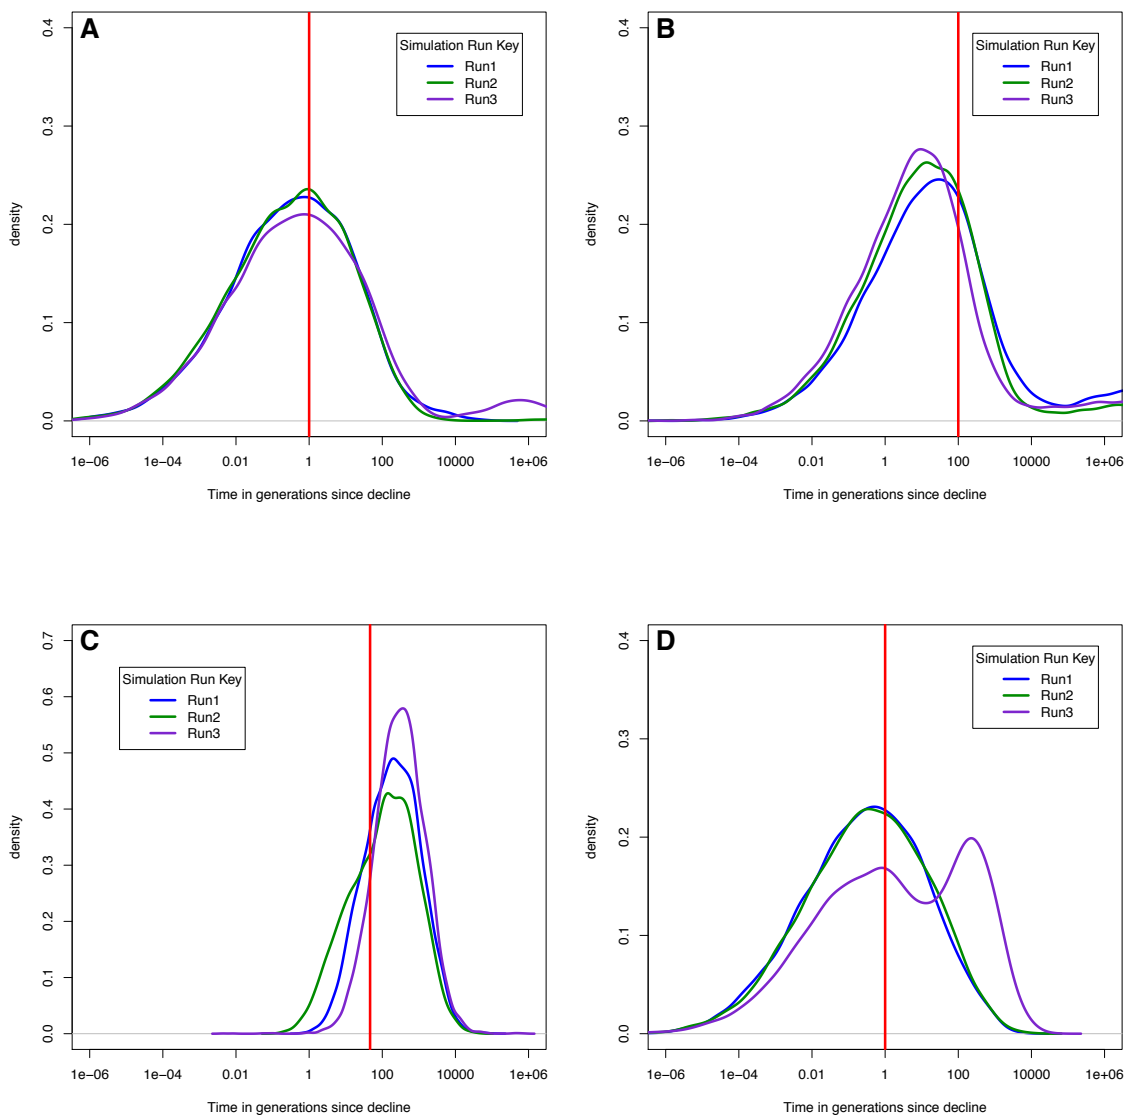 A
Simulation Run Key
Run1
Run2
Run3
density
0.0
0.1
0.2
0.3
0.4
1e−06 1e−04 0.01 1 100 10000 1e+06
Time in generations since decline
B
Simulation Run Key
Run1
Run2
Run3
density
0.0
0.1
0.2
0.3
0.4
1e−06 1e−04 0.01 1 100 10000 1e+06
Time in generations since decline
C
Simulation Run Key
Run1
Run2
Run3
density
0.0
0.1
0.2
0.3
0.4
0.5
0.6
0.7
1e−06 1e−04 0.01 1 100 10000 1e+06
Time in generations since decline
D
Simulation Run Key
Run1
Run2
Run3
density
0.0
0.1
0.2
0.3
0.4
1e−06 1e−04 0.01 1 100 10000 1e+06
Time in generations since decline